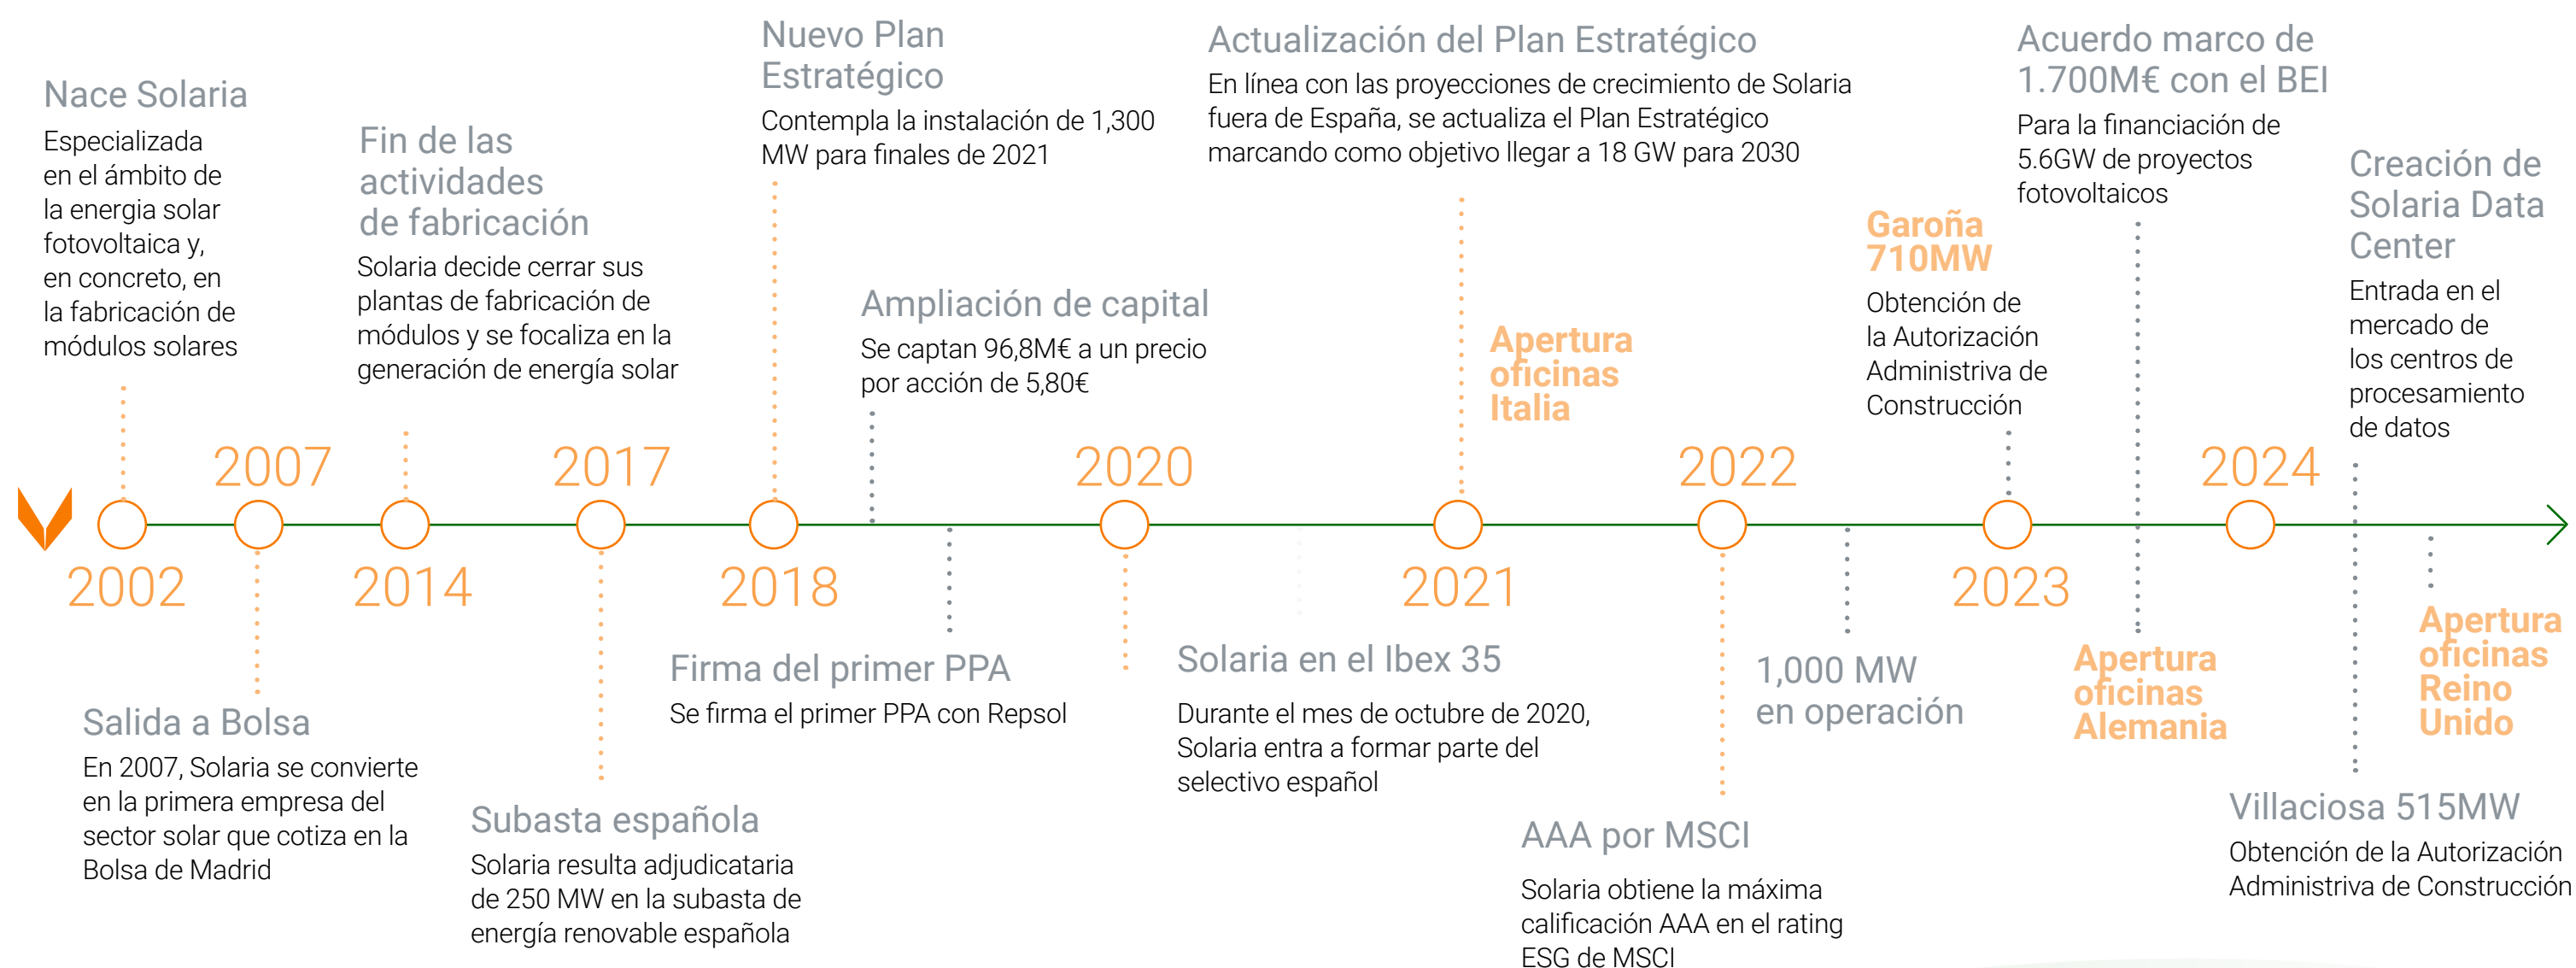 Nace Solaria
Especializada
en el ámbito de
la energia solar
fotovoltaica y,
en concreto, en
la fabricación de
módulos solares
2002
2007
Salida a Bolsa
En 2007, Solaria se convierte
en la primera empresa del
sector solar que cotiza en la
Bolsa de Madrid
Fin de las
actividades
de fabricación
Solaria decide cerrar sus
plantas de fabricación de
módulos y se focaliza en la
generación de energía solar
2014
2017
Subasta española
Solaria resulta adjudicataria
de 250 MW en la subasta de
energía renovable española
Nuevo Plan
Estratégico
Contempla la instalación de 1,300
MW para finales de 2021
2018
Ampliación de capital
Se captan 96,8M€ a un precio
por acción de 5,80€
Firma del primer PPA
Se firma el primer PPA con Repsol
2020
Solaria en el Ibex 35
Durante el mes de octubre de 2020,
Solaria entra a formar parte del
selectivo español
Actualización del Plan Estratégico
En línea con las proyecciones de crecimiento de Solaria
fuera de España, se actualiza el Plan Estratégico
marcando como objetivo llegar a 18 GW para 2030
Apertura
oficinas
Italia
2021
2022
AAA por MSCI
Solaria obtiene la máxima
calificación AAA en el rating
ESG de MSCI
1,000 MW
en operación
Garoña
710MW
Obtención de
la Autorización
Administriva de
Construcción
2023
Acuerdo marco de
1.700M€ con el BEI
Para la financiación de
5.6GW de proyectos
fotovoltaicos
Apertura
oficinas
Alemania
2024
Creación de
Solaria Data
Center
Entrada en el
mercado de
los centros de
procesamiento
de datos
Villaciosa 515MW
Obtención de la Autorización
Administriva de Construcción
Apertura
oficinas
Reino
Unido